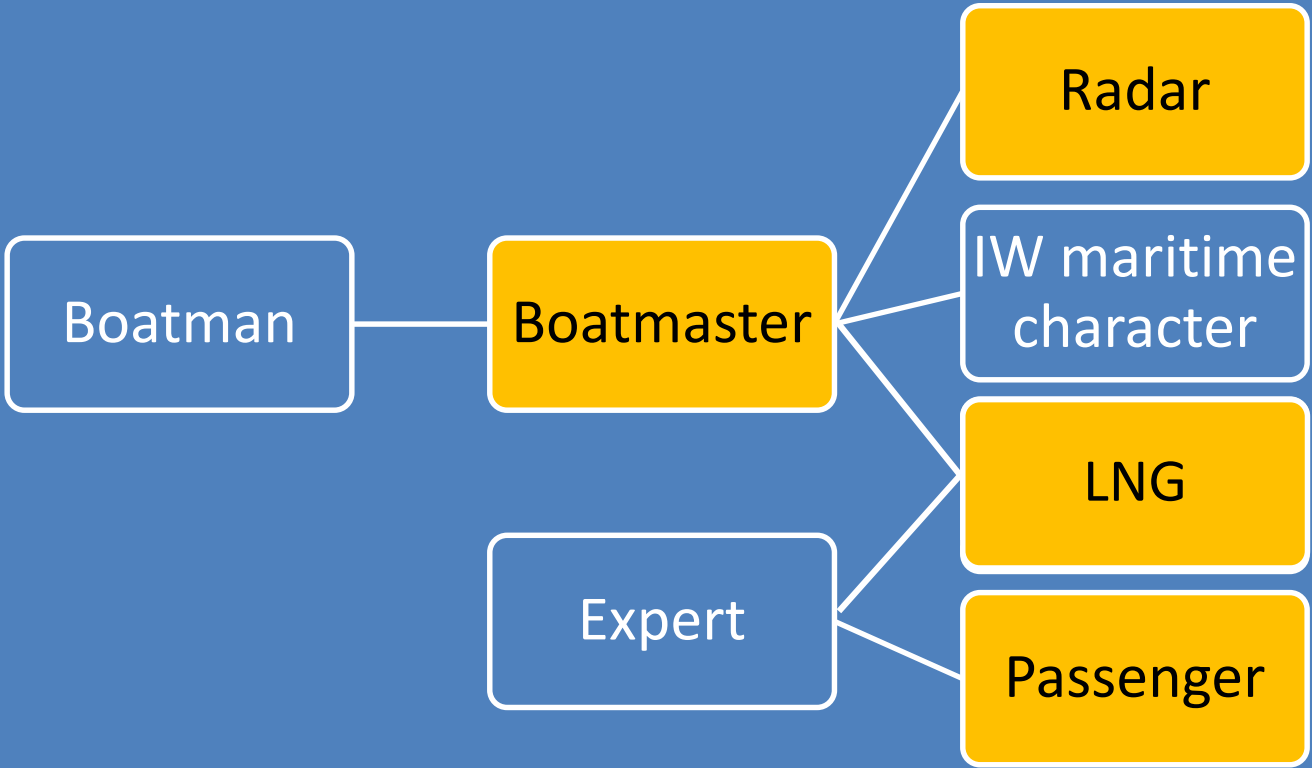 Boatman
Boatmaster
Expert
Radar
IW maritime
character
LNG
Passenger